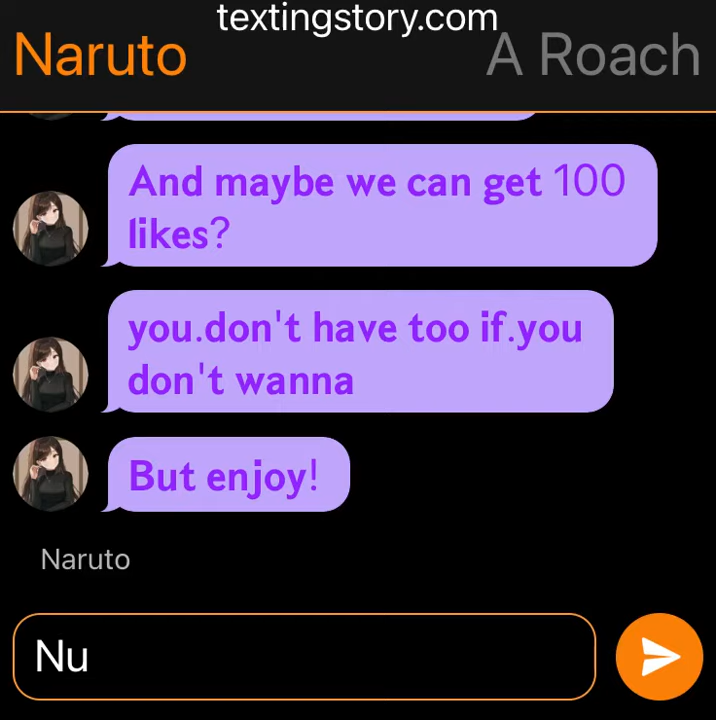 textingstory.com
Naruto
A Roach
And maybe we can get 100
likes?
you.don't have too if.you
don't wanna
But enjoy!
Naruto
Nu